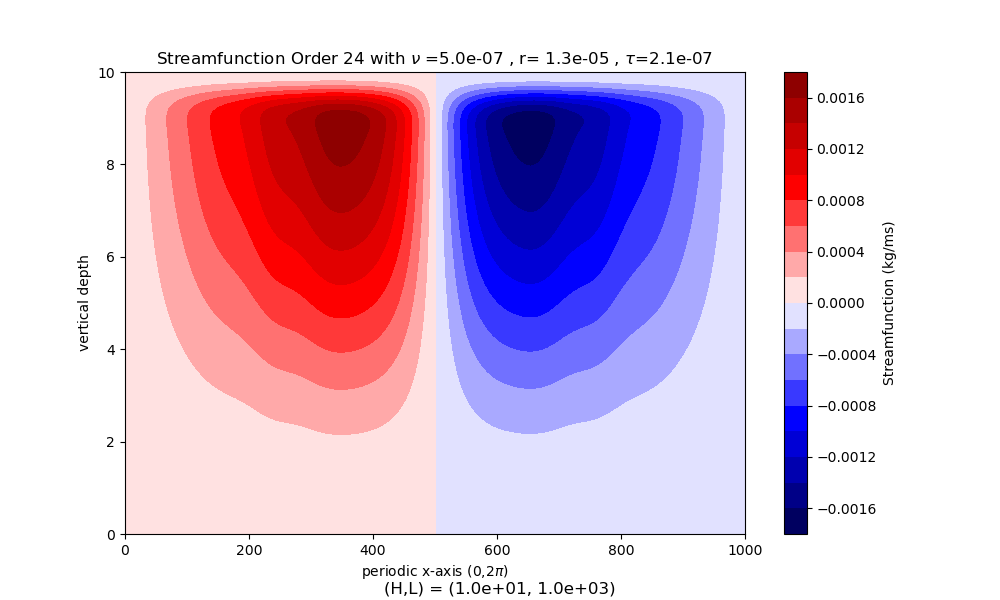 Streamfunction Order 24 with ν =5.0e-07 , r= 1.3e-05 , τ=2.1e-07
10
8
6
4
2
0
vertical depth
0 200 400 600 800 1000
periodic x-axis (0,2π)
(H,L) = (1.0e+01, 1.0e+03)
0.0016
0.0012
0.0008
0.0004
0.0000
−0.0004
−0.0008
−0.0012
−0.0016
Streamfunction (kg/ms)